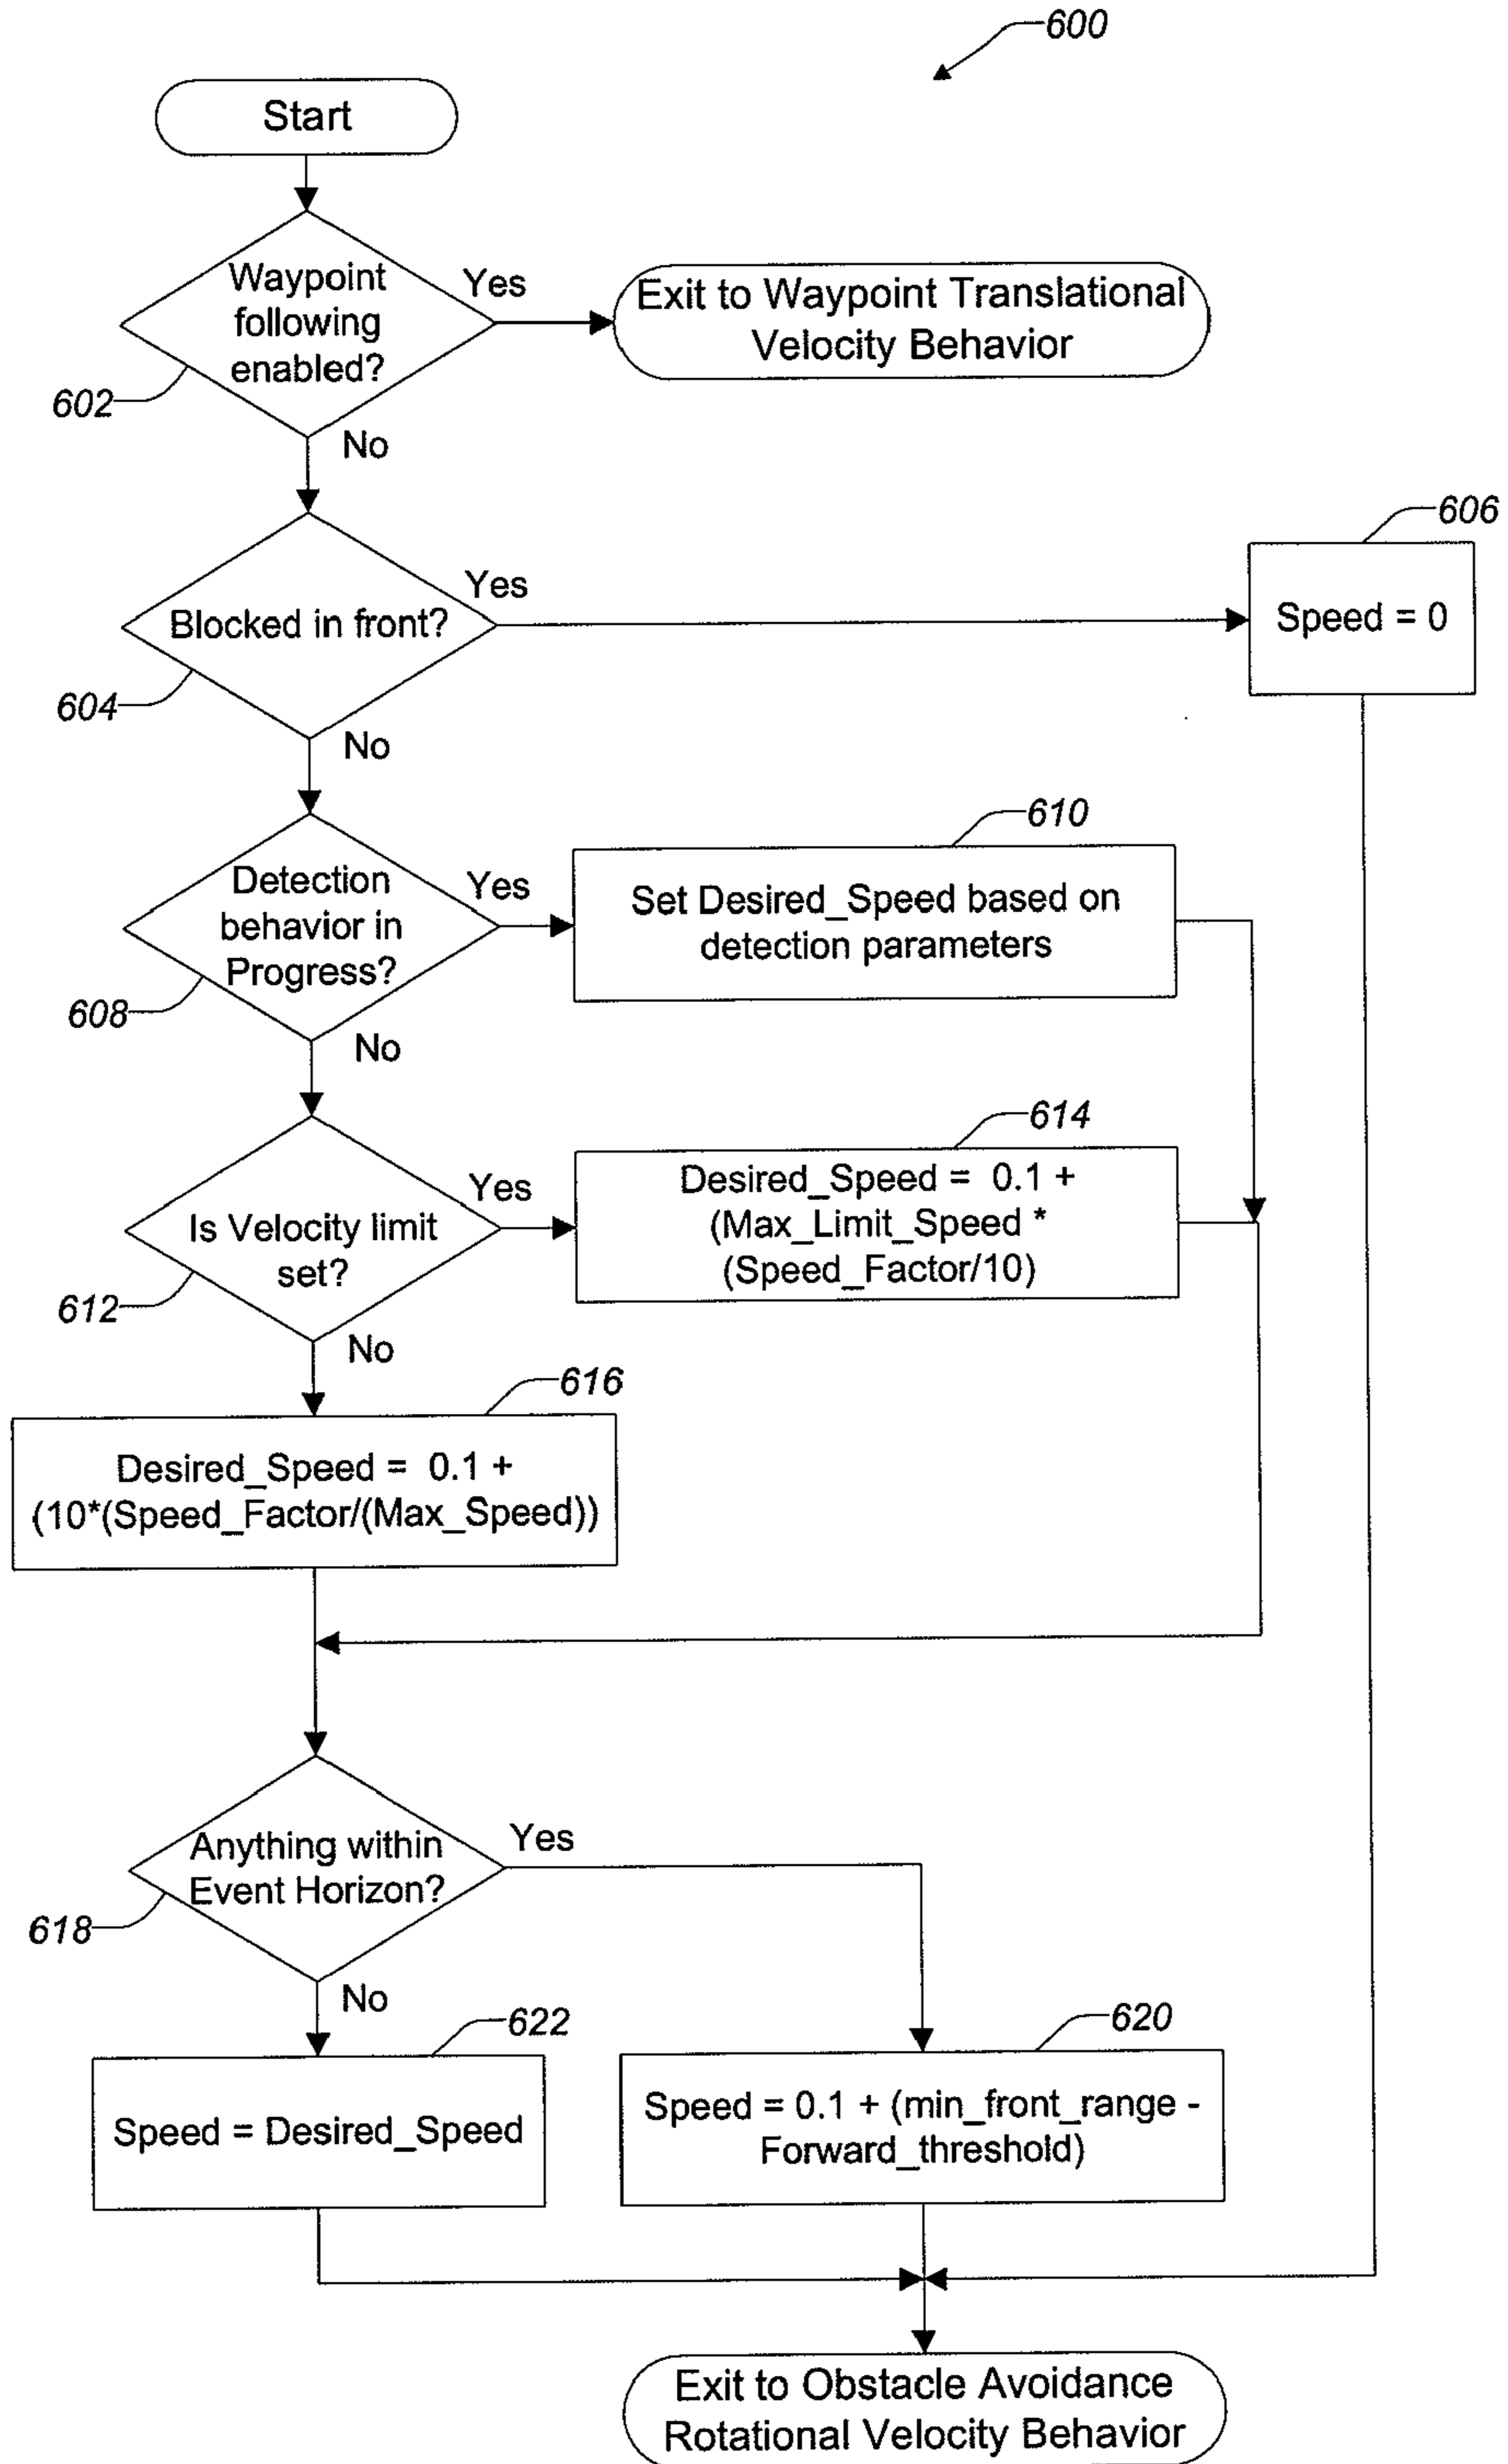 600
Start
Waypoint
following
enabled?
Yes
Exit to Waypoint Translational
Velocity Behavior
602
No
606
Blocked in front?
Yes
Speed = 0
604
No
610
Detection
behavior in
Progress?
Yes
Set Desired_Speed based on
detection parameters
608
No
614
Is Velocity limit
set?
Yes
Desired_Speed = 0.1 +
(Max_Limit_Speed *
(Speed_Factor/10)
612
No
616
Desired_Speed = 0.1 +
(10*(Speed_Factor/(Max_Speed))
Anything within
Event Horizon?
Yes
618
No
622
620
Speed = Desired_Speed
Speed = 0.1 + (min_front_range -
Forward_threshold)
Exit to Obstacle Avoidance
Rotational Velocity Behavior